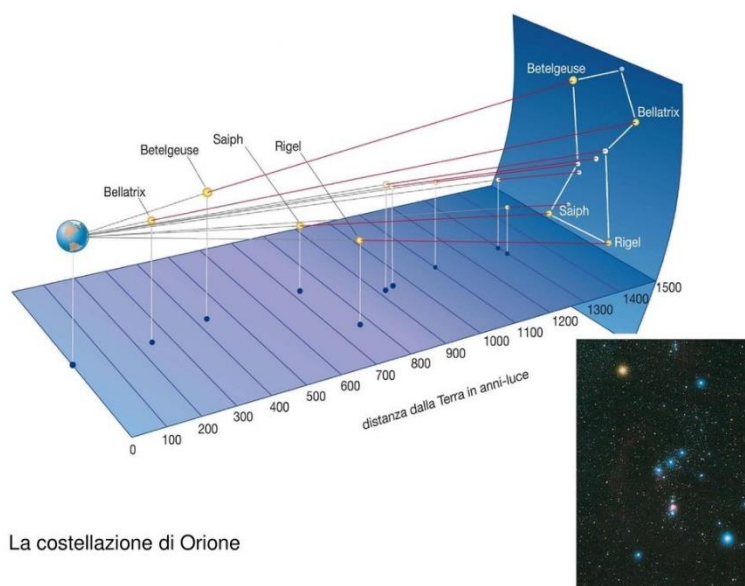 Betelgeuse
Bellatrix
Saiph
Rigel
Saiph
Rigel
Betelgeuse
Bellatrix
0
100
200
300
400
500
600
700
800
900
1000
1100
1200
1300
1400
1500
distanza dalla Terra in anni-luce
La costellazione di Orione